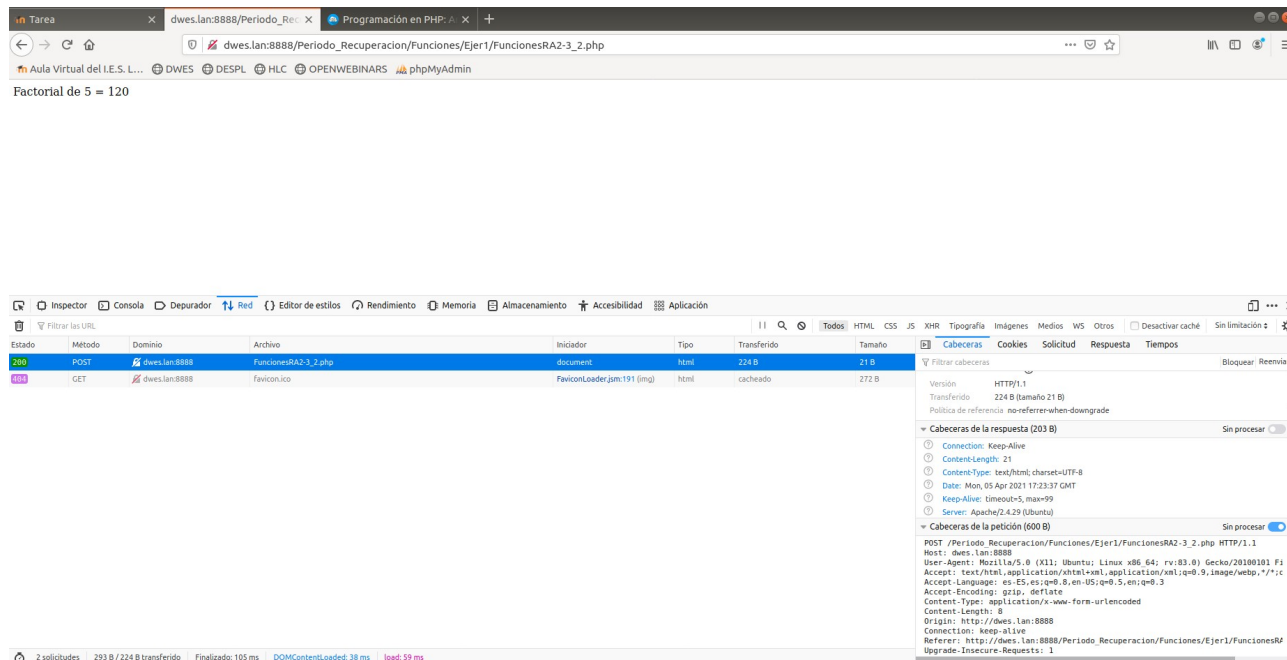 Tarea
dwes.lan:8888/Periodo_Rec
Programación en PHP: A
dwes.lan:8888/Periodo_Recuperacion/Funciones/Ejer1/FuncionesRA2-3_2.php
Aula Virtual del I.E.S. L... DWES DESPL HLC OPENWEBINARS phpMyAdmin
Factorial de 5 = 120
Inspector Consola Depurador Red Editor de estilos Rendimiento Memoria Almacenamiento Accesibilidad Aplicación
Filtrar las URL
Todos HTML CSS JS XHR Tipografía Imágenes Medios WS Otros Desactivar caché Sin limitación
Estado Método Dominio Archivo Iniciador Tipo Transferido Tamaño
200 POST dwes.lan:8888 FuncionesRA2-3_2.php document html 224 B 21 B
404 GET dwes.lan:8888 favicon.ico FaviconLoader.jsm:191 (img) html cacheado 272 B
Cabeceras Cookies Solicitud Respuesta Tiempos
Filtrar cabeceras Bloquear Reenvia
Versión HTTP/1.1
Transferido 224 B (tamaño 21 B)
Política de referencia no-referrer-when-downgrade
Cabeceras de la respuesta (203 B) Sin procesar
Connection: Keep-Alive
Content-Length: 21
Content-Type: text/html; charset=UTF-8
Date: Mon, 05 Apr 2021 17:23:37 GMT
Keep-Alive: timeout=5, max=99
Server: Apache/2.4.29 (Ubuntu)
Cabeceras de la petición (600 B) Sin procesar
POST /Periodo_Recuperacion/Funciones/Ejer1/FuncionesRA2-3_2.php HTTP/1.1
Host: dwes.lan:8888
User-Agent: Mozilla/5.0 (X11; Ubuntu; Linux x86_64; rv:83.0) Gecko/20100101 Fi
Accept: text/html,application/xhtml+xml,application/xml;q=0.9,image/webp,*/*;c
Accept-Language: es-ES,es;q=0.8,en-US;q=0.5,en;q=0.3
Accept-Encoding: gzip, deflate
Content-Type: application/x-www-form-urlencoded
Content-Length: 8
Origin: http://dwes.lan:8888
Connection: keep-alive
Referer: http://dwes.lan:8888/Periodo_Recuperacion/Funciones/Ejer1/FuncionesRA
Upgrade-Insecure-Requests: 1
2 solicitudes 293 B / 224 B transferido Finalizado: 105 ms DOMContentLoaded: 38 ms load: 59 ms